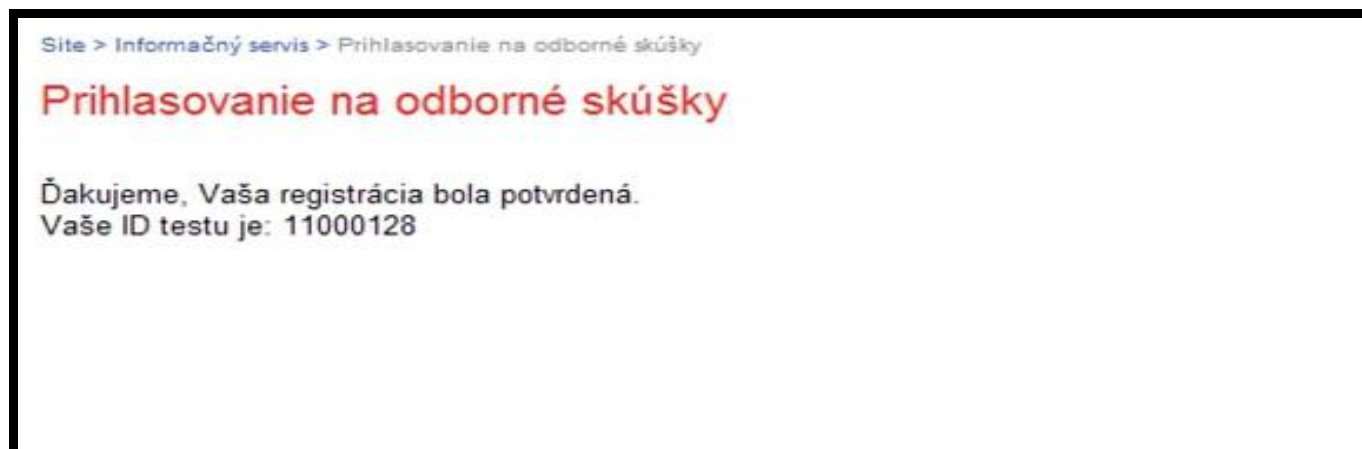 Site > Informačný servis > Prihlasovanie na odborné skúšky
Prihlasovanie na odborné skúšky
Ďakujeme, Vaša registrácia bola potvrdená.
Vaše ID testu je: 11000128